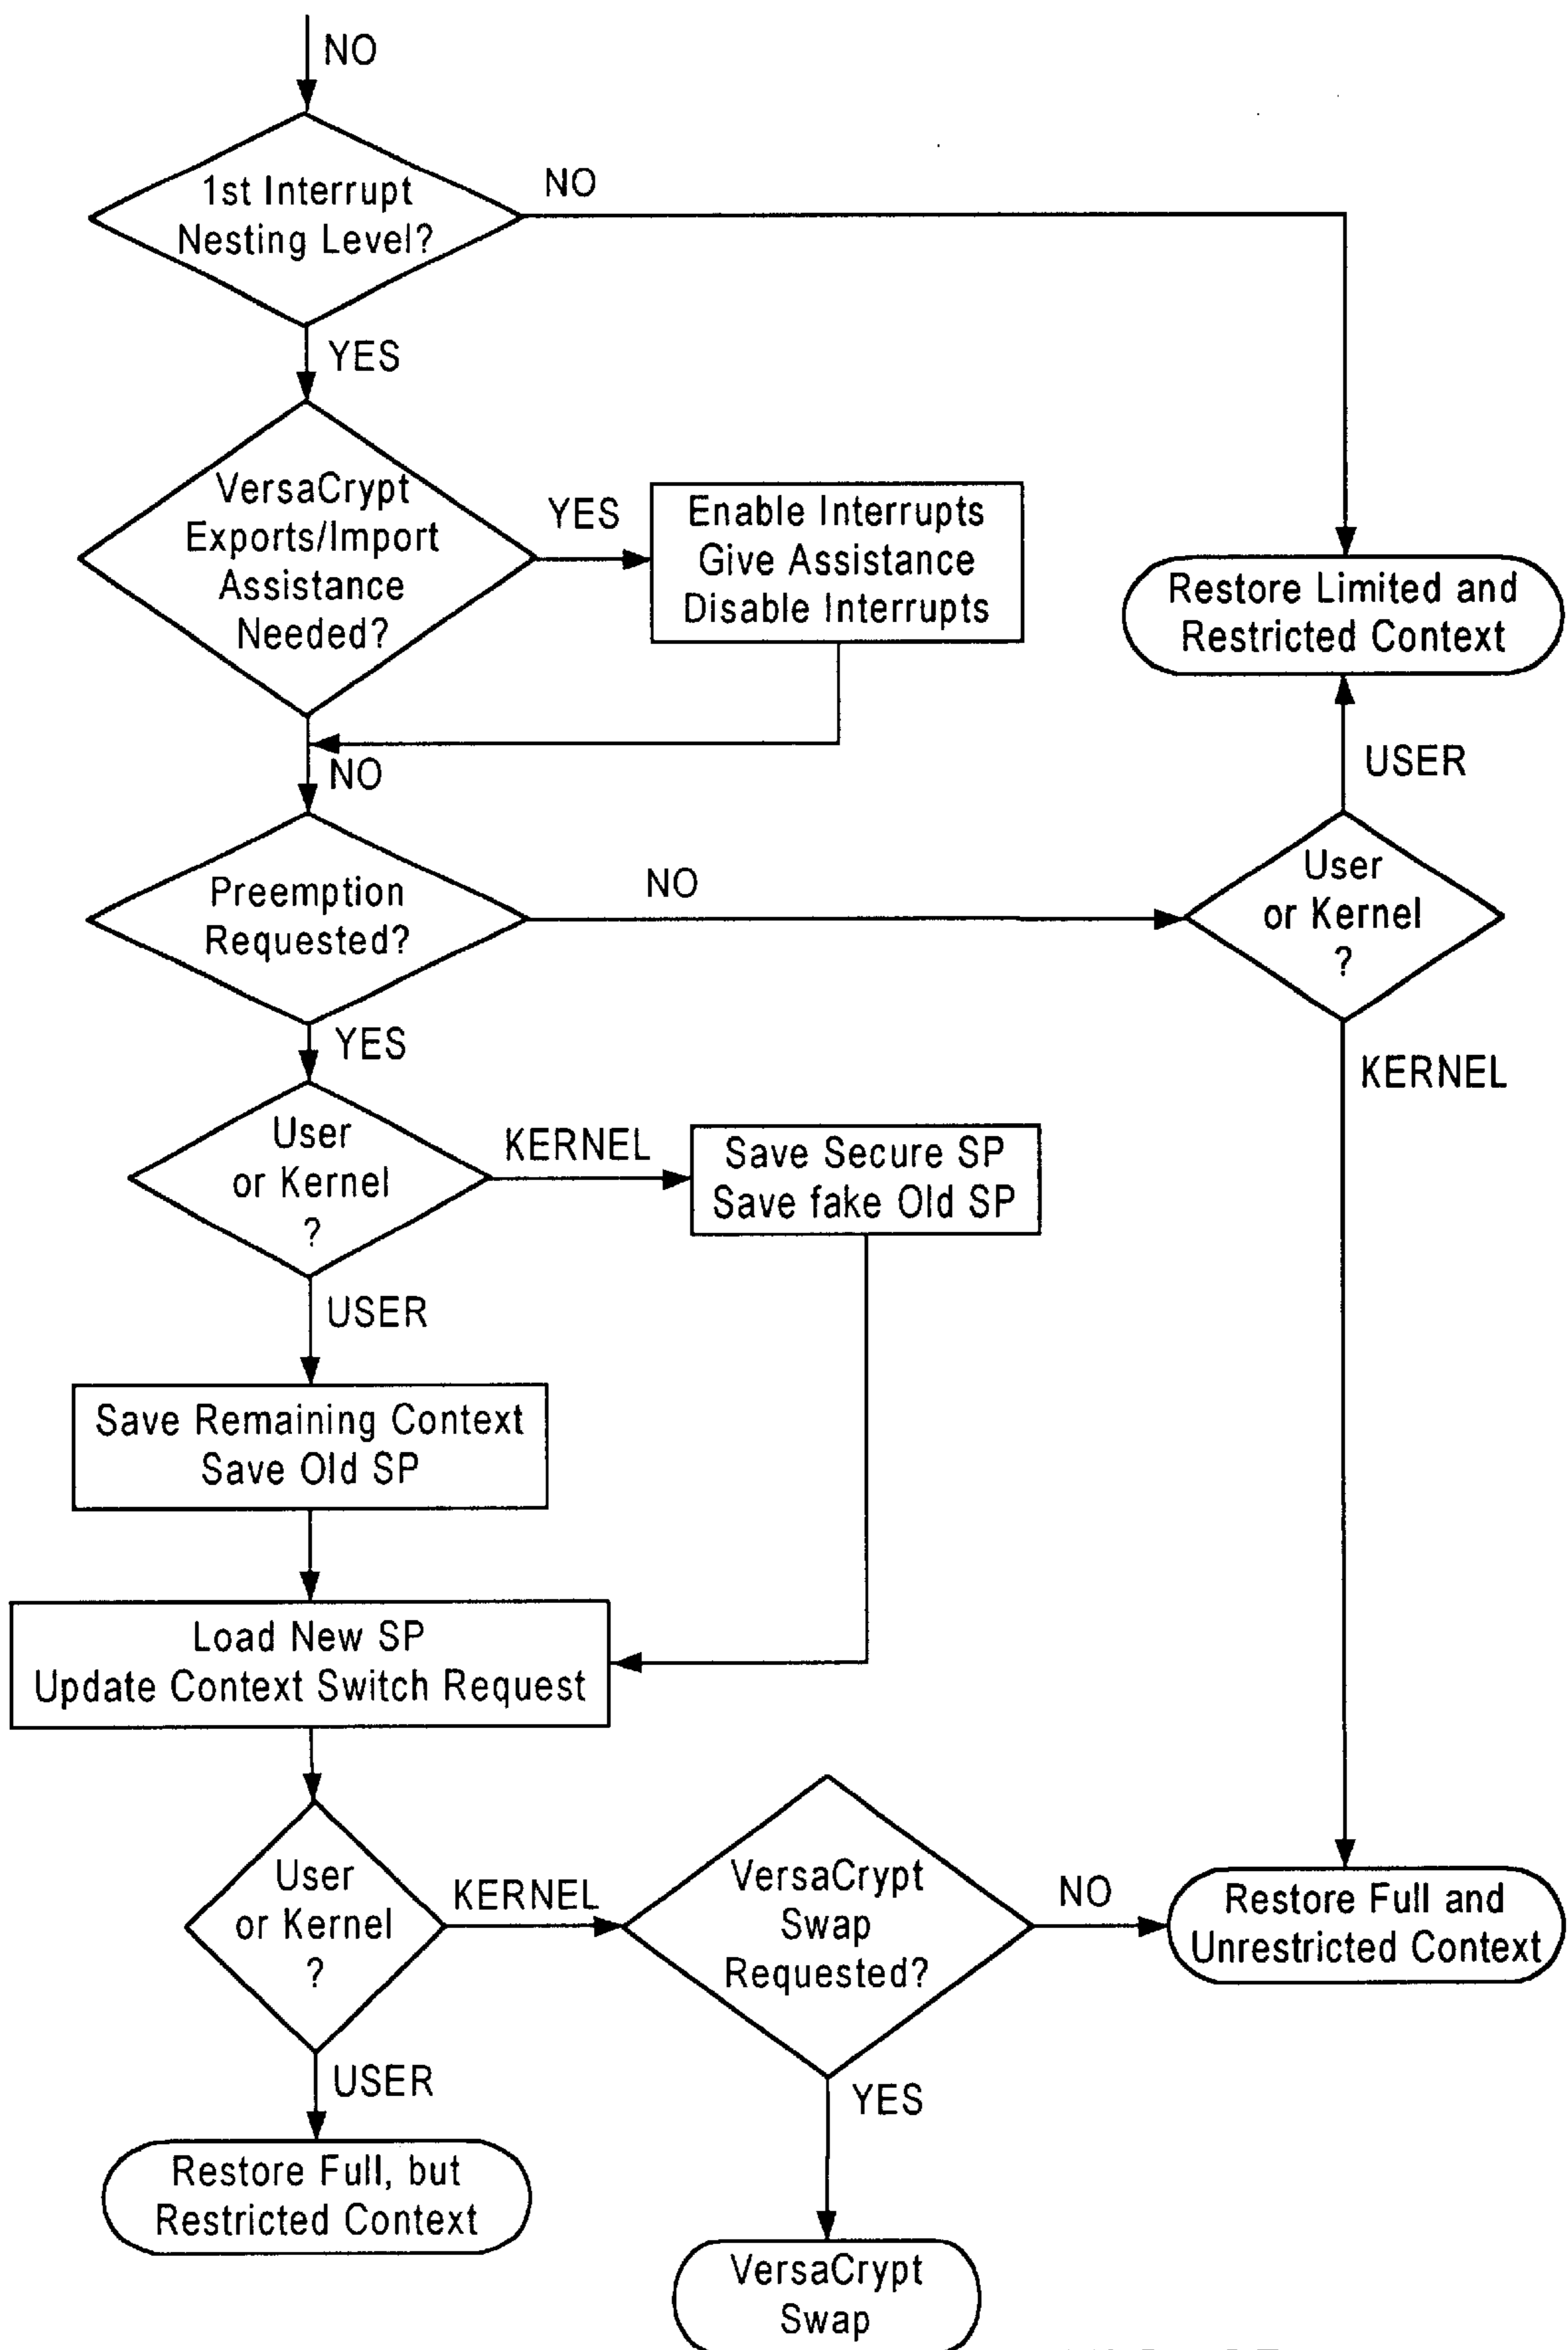 NO
1st Interrupt
Nesting Level?
NO
YES
VersaCrypt
Exports/Import
Assistance
Needed?
YES
Enable Interrupts
Give Assistance
Disable Interrupts
Restore Limited and
Restricted Context
NO
USER
Preemption
Requested?
NO
User
or Kernel
?
YES
KERNEL
User
or Kernel
?
KERNEL
Save Secure SP
Save fake Old SP
USER
Save Remaining Context
Save Old SP
Load New SP
Update Context Switch Request
User
or Kernel
?
KERNEL
VersaCrypt
Swap
Requested?
NO
Restore Full and
Unrestricted Context
USER
YES
Restore Full, but
Restricted Context
VersaCrypt
Swap